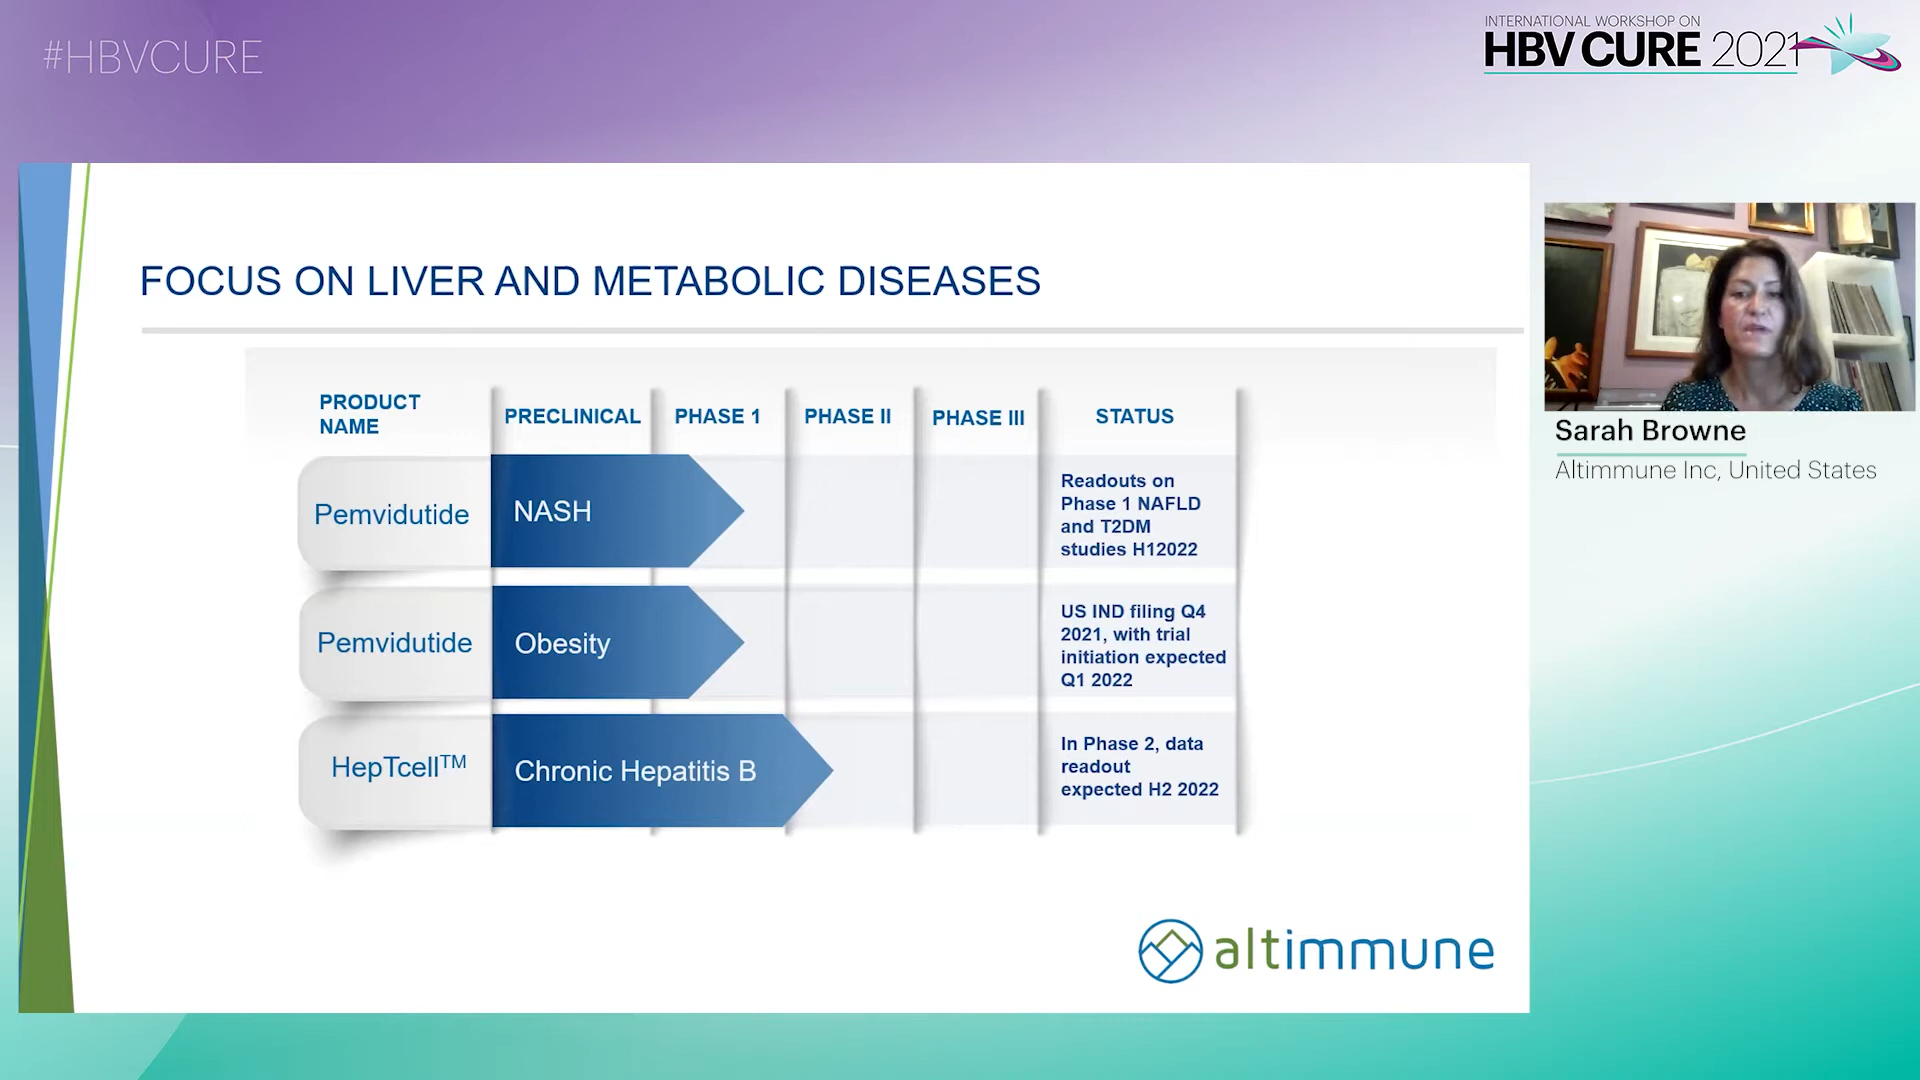 #HBVCURE
INTERNATIONAL WORKSHOP ON
HBV CURE 2021
FOCUS ON LIVER AND METABOLIC DISEASES
PRODUCT
NAME
PRECLINICAL
PHASE 1
PHASE II
PHASE III
STATUS
Pemvidutide
NASH
Readouts on
Phase 1 NAFLD
and T2DM
studies H12022
Pemvidutide
Obesity
US IND filing Q4
2021, with trial
initiation expected
Q1 2022
HepTcell™
Chronic Hepatitis B
In Phase 2, data
readout
expected H2 2022
altimmune
Sarah Browne
Altimmune Inc, United States